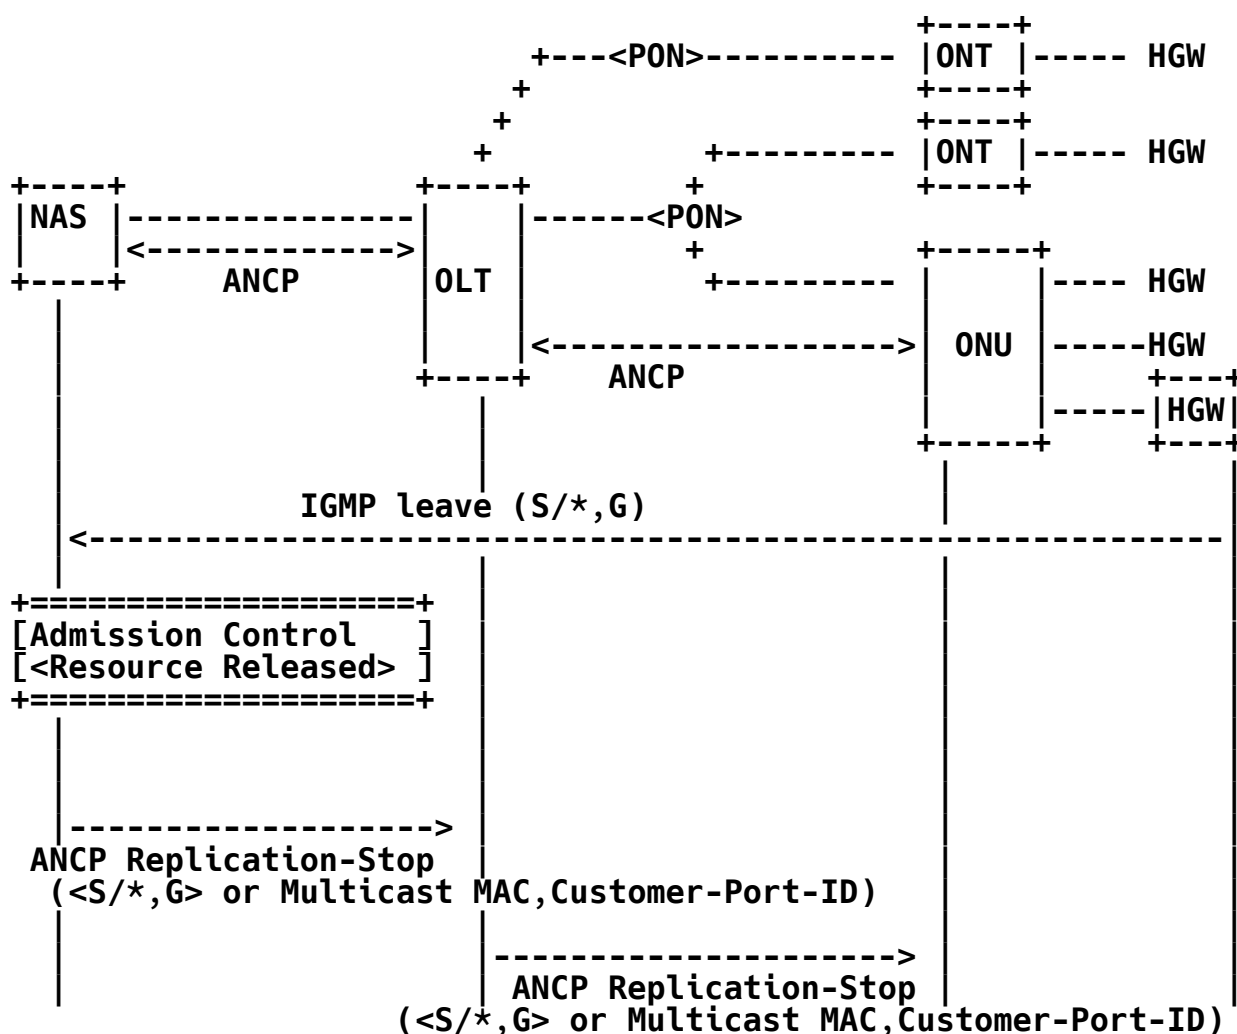 +----+
+---<PON>---------- |ONT |----- HGW
+ +----+
+ +----+
+ +--------- |ONT |----- HGW
+----+ +----+ + +----+
|NAS |---------------| |------<PON>
| |<------------->| | + +-----+
+----+ ANCP |OLT | +--------- | |---- HGW
| | | | |
| | |<------------------>| ONU |-----HGW
| +----+ ANCP | | +---+
| | | |-----|HGW|
| | +-----+ +---+
| | | |
| IGMP leave (S/*,G) | |
|<-----------------------------------------------------------|
| | | |
+====================+ | | |
[Admission Control ] | | |
[<Resource Released> ] | | |
+====================+ | | |
| | | |
| | | |
| | | |
|-------------------> | | |
ANCP Replication-Stop | | |
(<S/*,G> or Multicast MAC,Customer-Port-ID) | |
| | | |
| |---------------------> | |
| | ANCP Replication-Stop | |
(<S/*,G> or Multicast MAC,Customer-Port-ID)